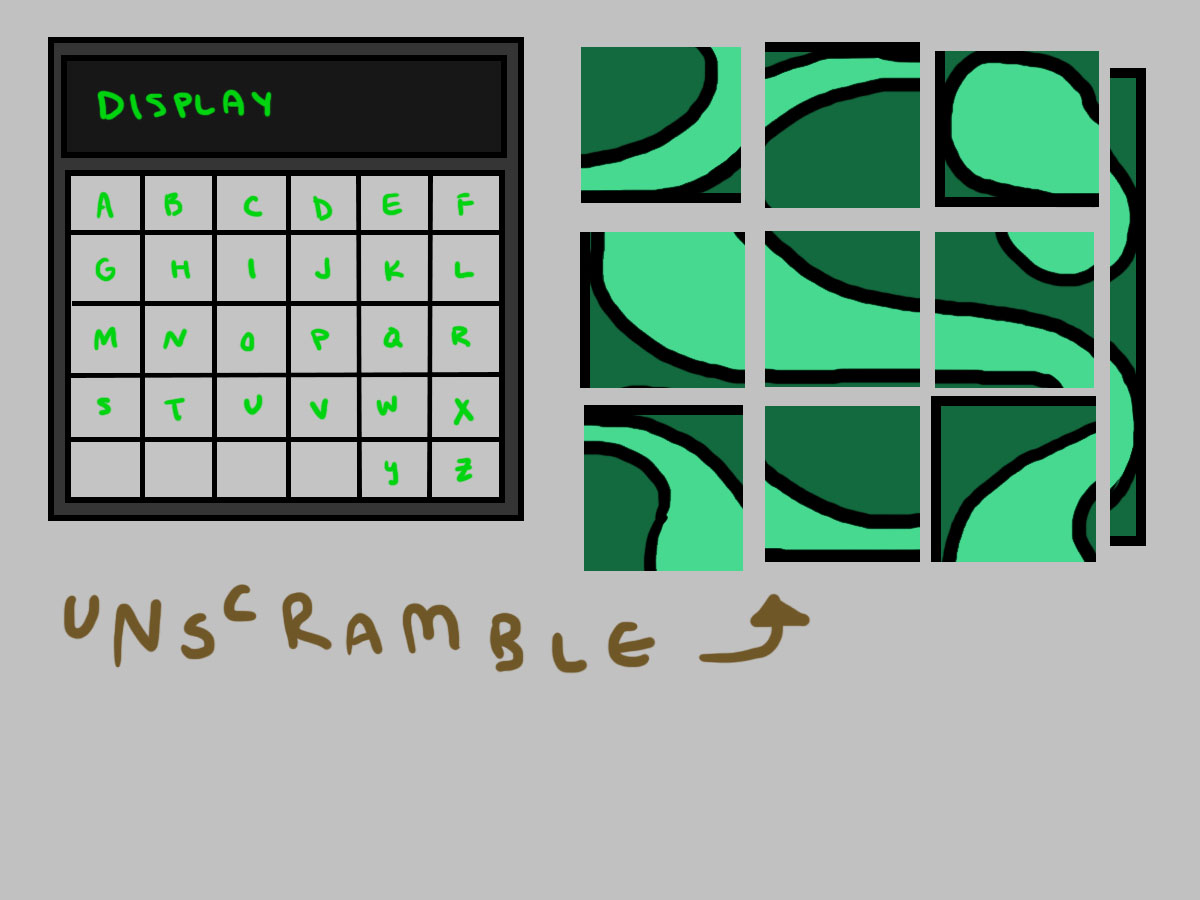 DISPLAY
A B C D E F
G H I J K L
M N O P Q R
S T U V W X
Y Z
UNSCRAMBLE